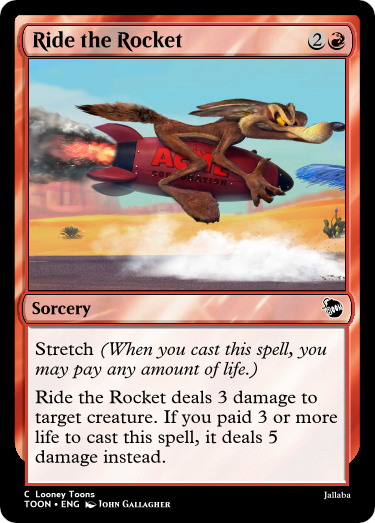 Ride the Rocket 2
ACME
CORPORATION
Sorcery
Stretch (When you cast this spell, you
may pay any amount of life.)
Ride the Rocket deals 3 damage to
target creature. If you paid 3 or more
life to cast this spell, it deals 5
damage instead.
C Looney Toons
TOON • ENG John Gallagher
Jallaba